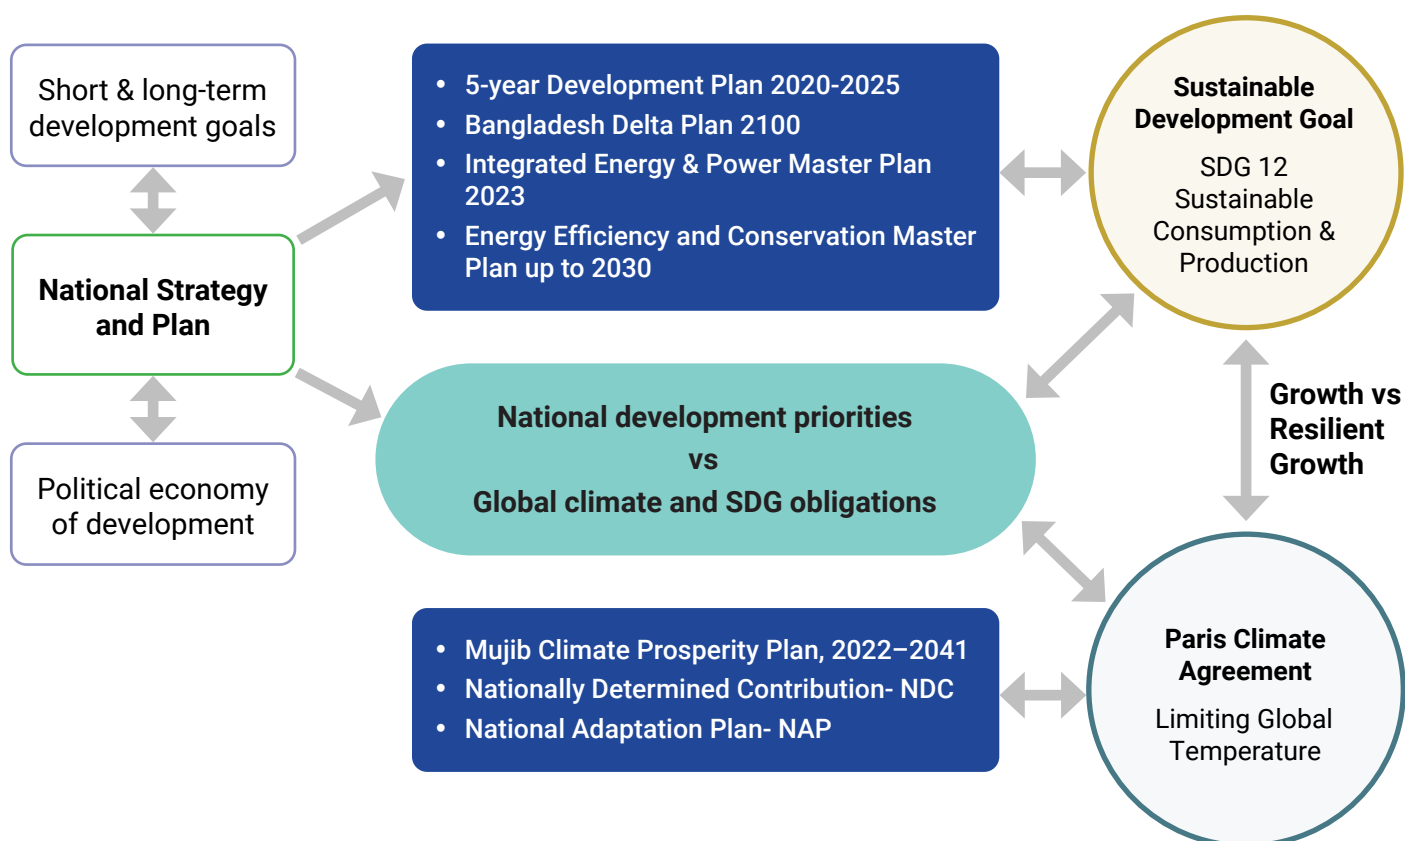 Short & long-term
development goals
National Strategy
and Plan
Political economy
of development
• 5-year Development Plan 2020-2025
• Bangladesh Delta Plan 2100
• Integrated Energy & Power Master Plan
2023
• Energy Efficiency and Conservation Master
Plan up to 2030
National development priorities
vs
Global climate and SDG obligations
• Mujib Climate Prosperity Plan, 2022–2041
• Nationally Determined Contribution- NDC
• National Adaptation Plan- NAP
Sustainable
Development Goal
SDG 12
Sustainable
Consumption &
Production
Growth vs
Resilient
Growth
Paris Climate
Agreement
Limiting Global
Temperature